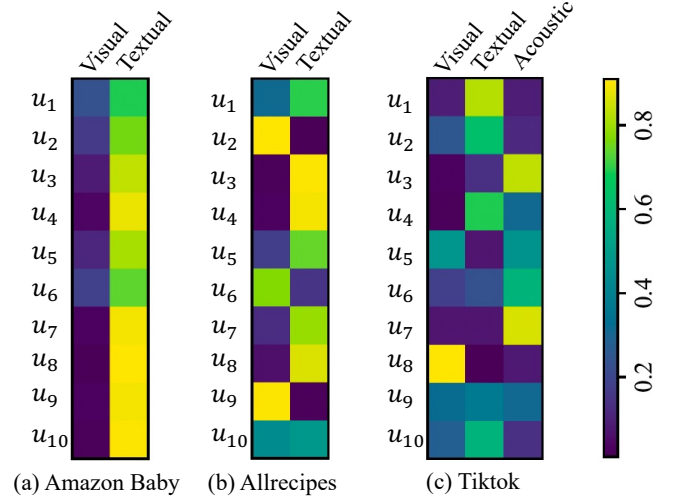 Visual Textual
Visual Textual
Visual Textual Acoustic
u1
u2
u3
u4
u5
u6
u7
u8
u9
u10
u1
u2
u3
u4
u5
u6
u7
u8
u9
u10
u1
u2
u3
u4
u5
u6
u7
u8
u9
u10
0.8
0.6
0.4
0.2
(a) Amazon Baby
(b) Allrecipes
(c) Tiktok